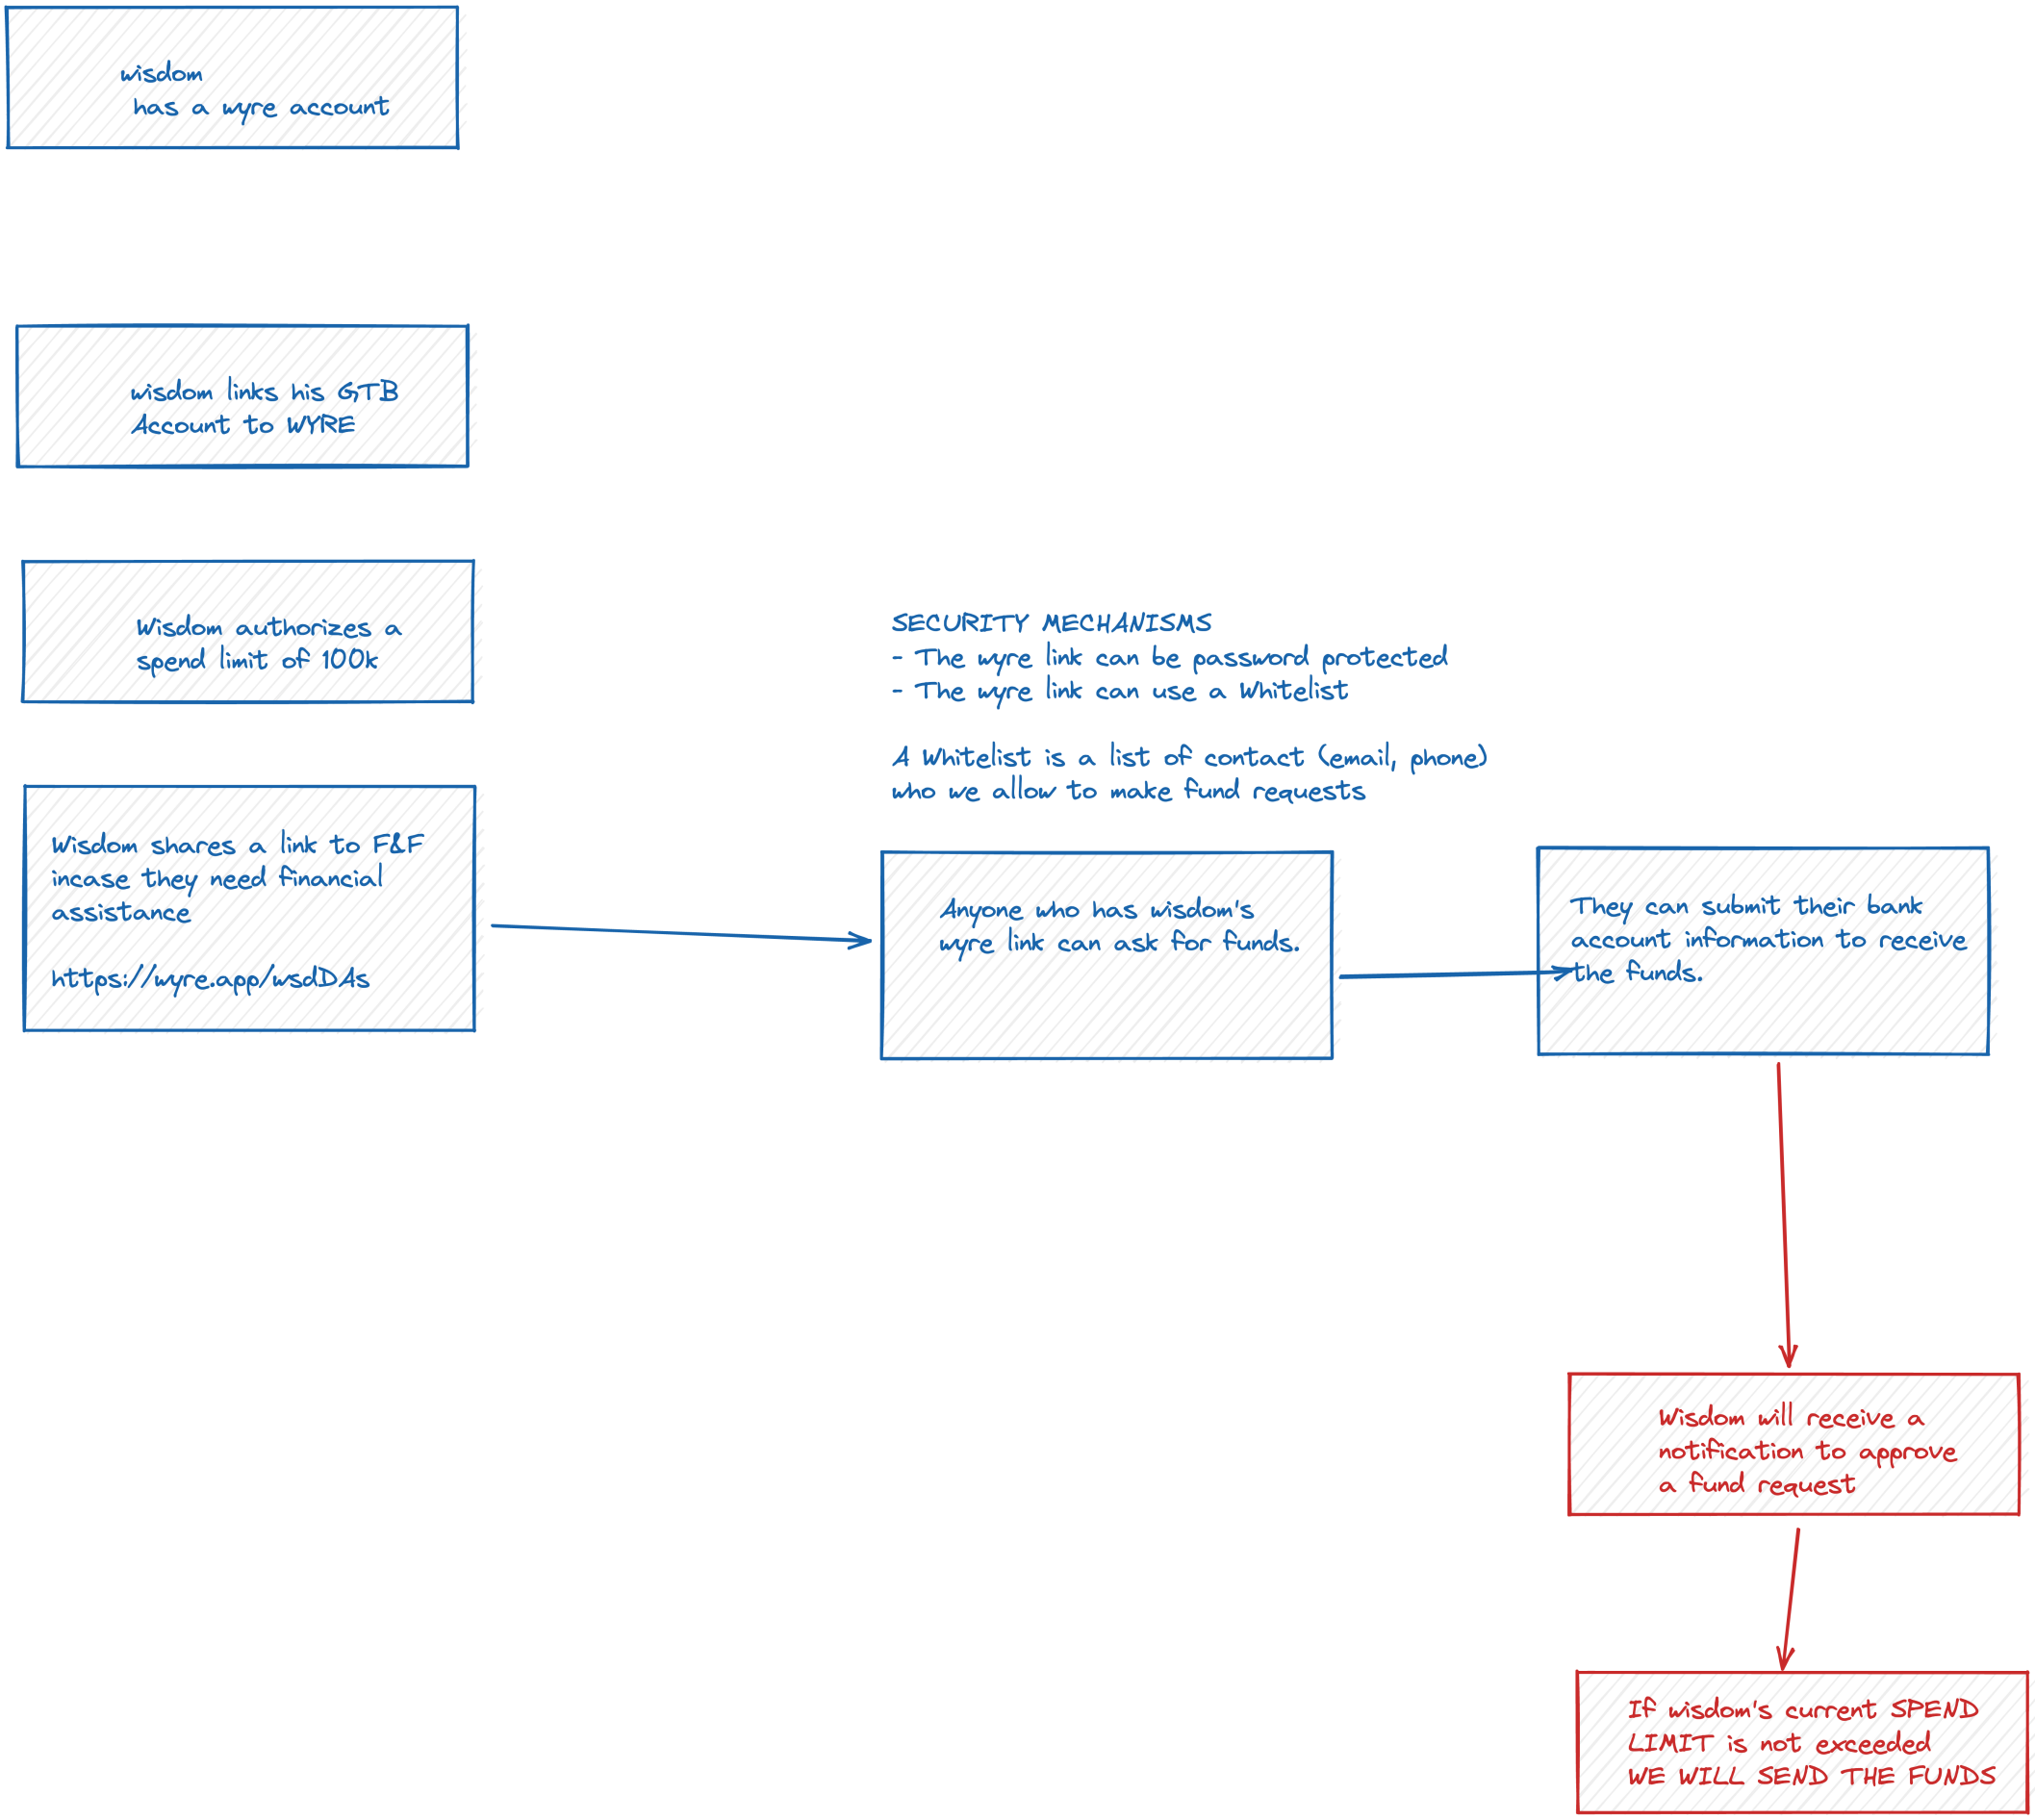 wisdom
has a wyre account
wisdom links his GTB
Account to WYRE
Wisdom authorizes a
spend limit of 100k
Wisdom shares a link to F&F
incase they need financial
assistance
https://wyre.app/wsdDAs
SECURITY MECHANISMS
- The wyre link can be password protected
- The wyre link can use a Whitelist
A Whitelist is a list of contact (email, phone)
who we allow to make fund requests
Anyone who has wisdom's
wyre link can ask for funds.
They can submit their bank
account information to receive
the funds.
Wisdom will receive a
notification to approve
a fund request
If wisdom's current SPEND
LIMIT is not exceeded
WE WILL SEND THE FUNDS